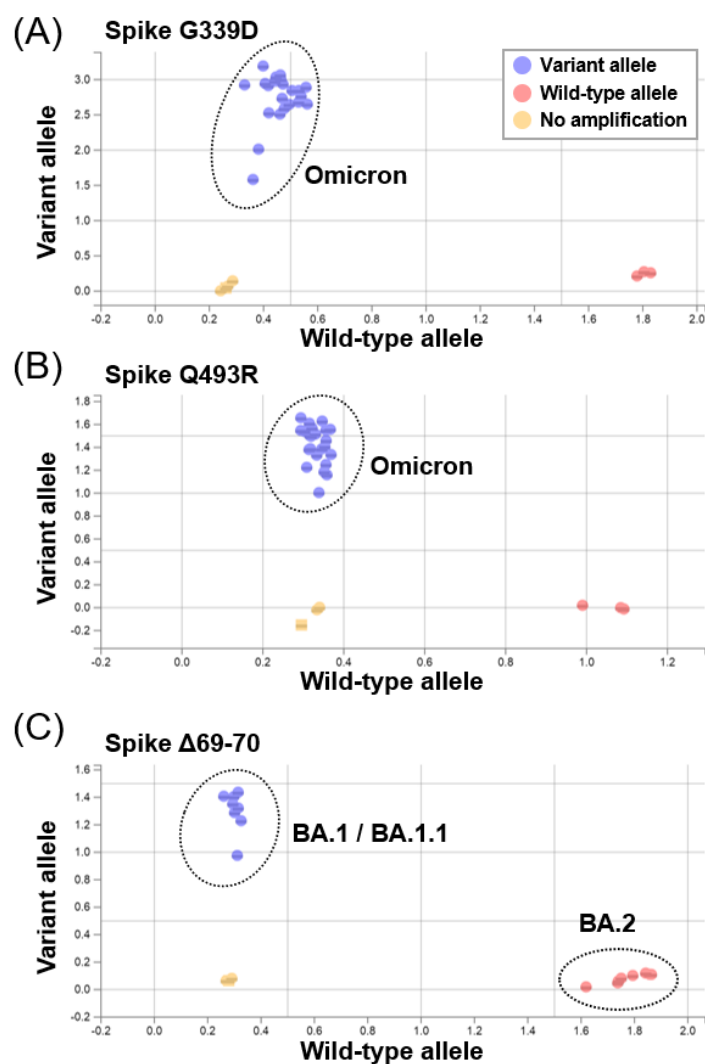 (A)
Spike G339D
Variant allele
Wild-type allele
No amplification
Omicron
Variant allele
3.0
2.5
2.0
1.5
1.0
0.5
0.0
-0.2 0.0 0.2 0.4 0.6 0.8 1.0 1.2 1.4 1.6 1.8 2.0
Wild-type allele
(B)
Spike Q493R
Omicron
Variant allele
1.8
1.6
1.4
1.2
1.0
0.8
0.6
0.4
0.2
0.0
-0.2
-0.2 0.0 0.2 0.4 0.6 0.8 1.0 1.2
Wild-type allele
(C)
Spike Δ69-70
BA.1 / BA.1.1
BA.2
Variant allele
1.6
1.4
1.2
1.0
0.8
0.6
0.4
0.2
0.0
-0.2
-0.2 0.0 0.2 0.4 0.6 0.8 1.0 1.2 1.4 1.6 1.8 2.0
Wild-type allele